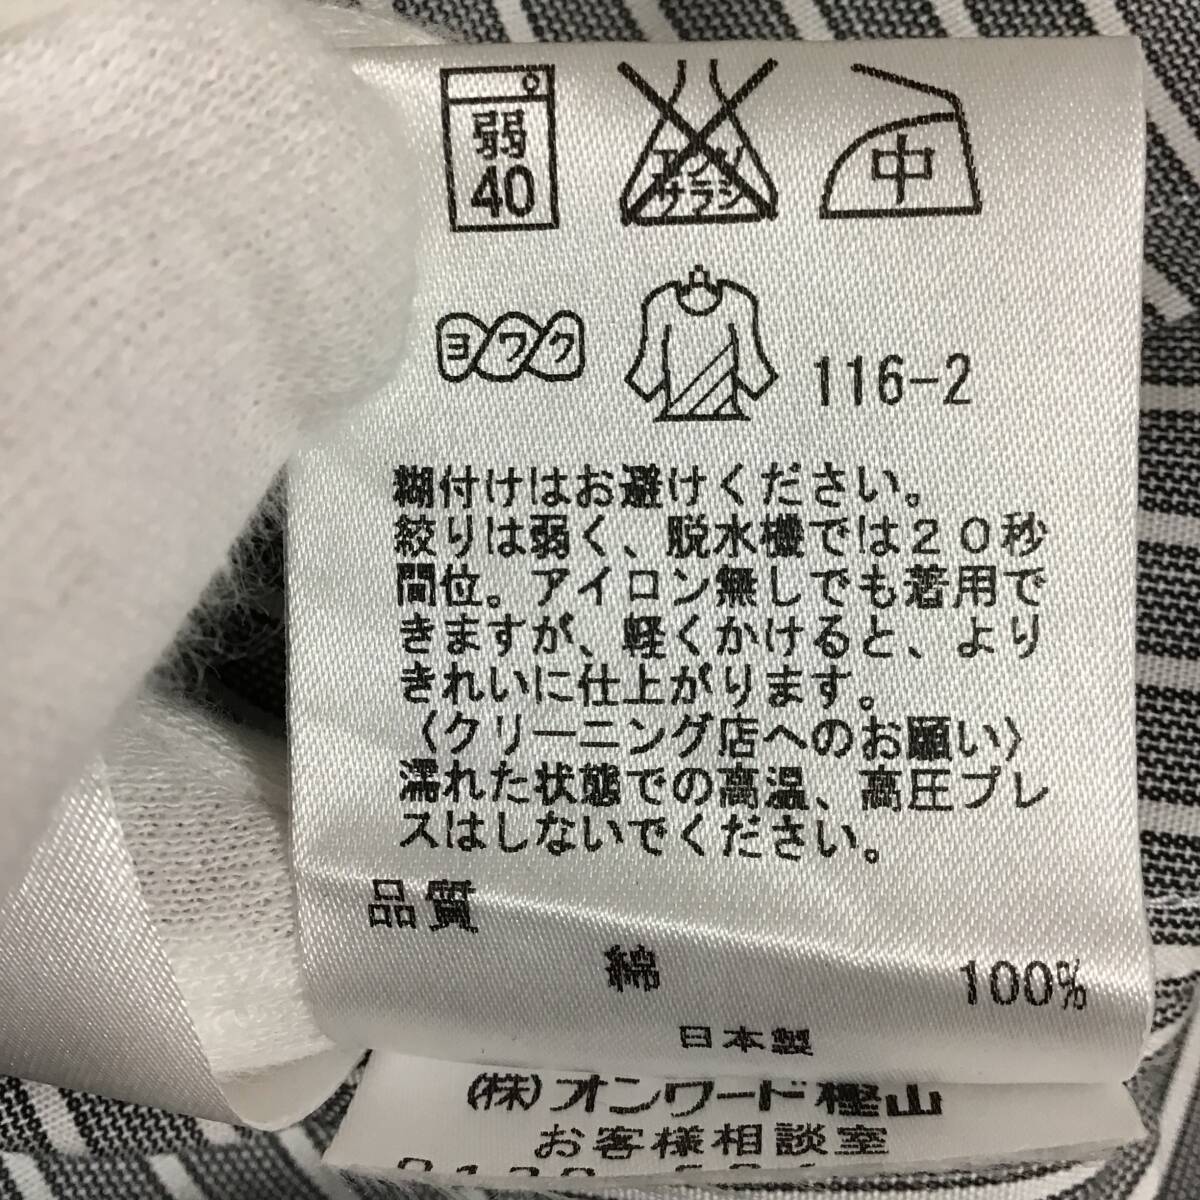 弱
40
エンソ
サラシ
中
ヨワク
116-2
糊付けはお避けください。
絞りは弱く、脱水機では20秒
間位。アイロン無しでも着用で
きますが、軽くかけると、より
きれいに仕上がります。
〈クリーニング店へのお願い〉
濡れた状態での高温、高圧プレ
スはしないでください。
品質
綿 100%
日本製
(株)オンワード樫山
お客様相談室